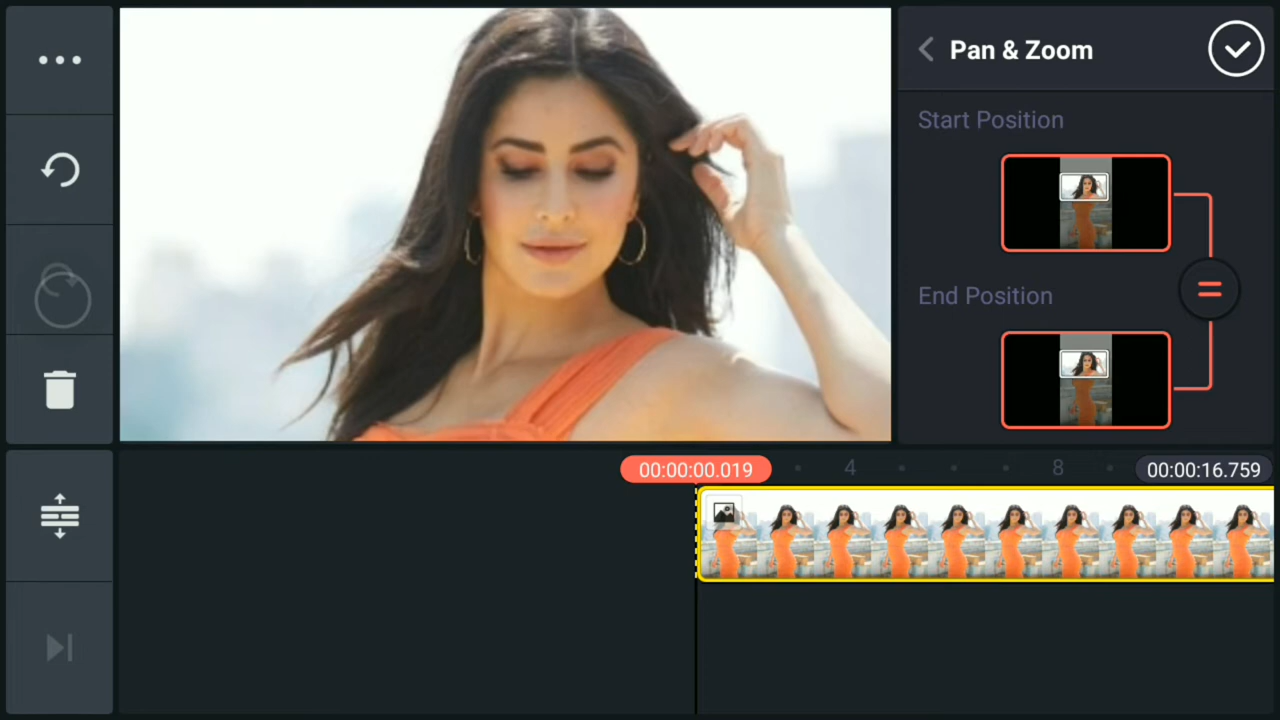 Pan & Zoom
Start Position
End Position
00:00:00.019
4
8
00:00:16.759